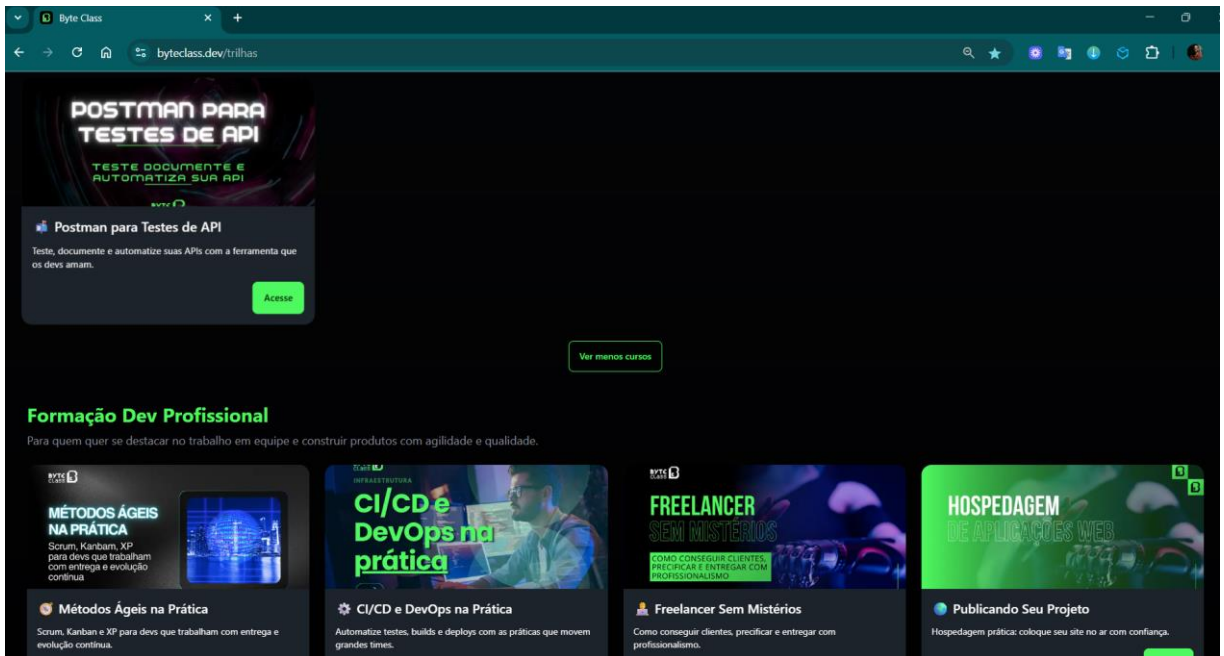 Byte Class
byteclass.dev/trilhas
POSTMAN PARA
TESTES DE API
TESTE DOCUMENTE E
AUTOMATIZA SUA API
BYTE
Postman para Testes de API
Teste, documente e automatize suas APIs com a ferramenta que
os devs amam.
Acesse
Ver menos cursos
Formação Dev Profissional
Para quem quer se destacar no trabalho em equipe e construir produtos com agilidade e qualidade.
BYTE
CLASS
MÉTODOS ÁGEIS
NA PRÁTICA
Scrum, Kanbam, XP
para devs que trabalham
com entrega e evolução
contínua
Métodos Ágeis na Prática
Scrum, Kanban e XP para devs que trabalham com entrega e
evolução contínua.
CLASS
INFRAESTRUTURA
CI/CD e
DevOps na
prática
CI/CD e DevOps na Prática
Automatize testes, builds e deploys com as práticas que movem
grandes times.
BYTE
CLASS
FREELANCER
SEM MISTÉRIOS
COMO CONSEGUIR CLIENTES,
PRECIFICAR E ENTREGAR COM
PROFISSIONALISMO
Freelancer Sem Mistérios
Como conseguir clientes, precificar e entregar com
profissionalismo.
HOSPEDAGEM
DE APLICAÇÕES WEB
Publicando Seu Projeto
Hospedagem prática: coloque seu site no ar com confiança.